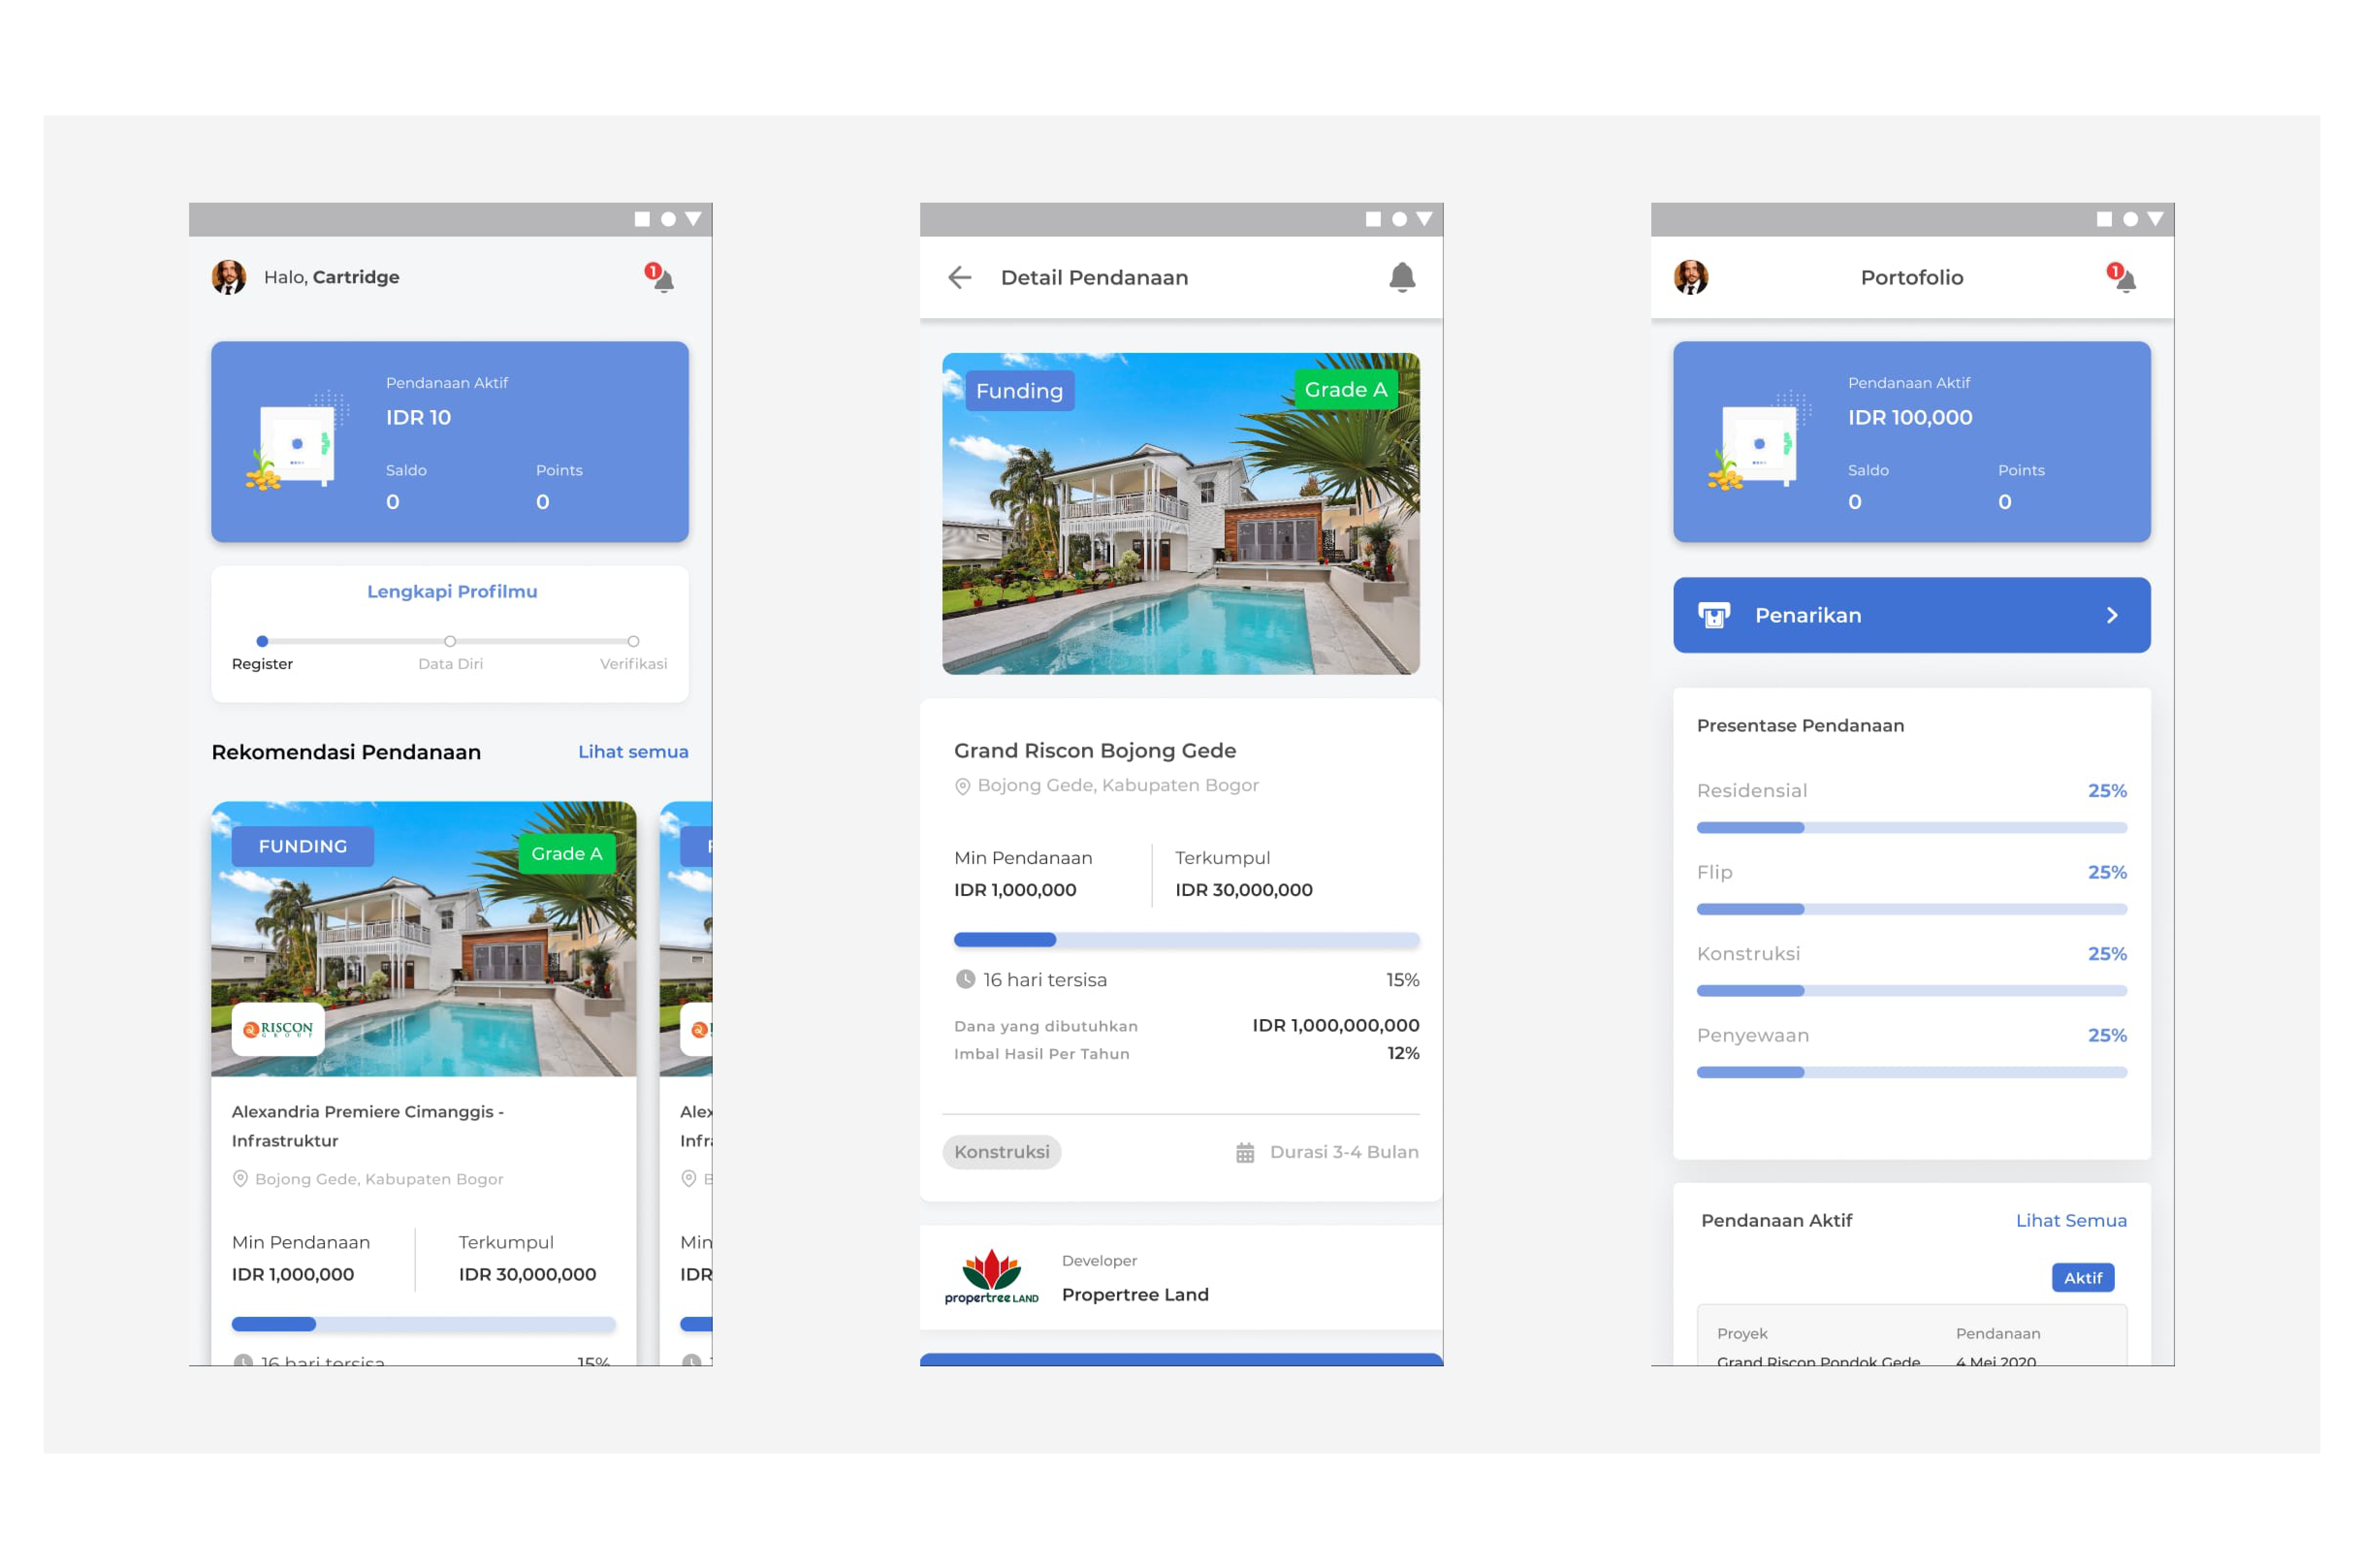 Halo, Cartridge
1
Pendanaan Aktif
IDR 10
Saldo
Points
0
0
Lengkapi Profilmu
Register
Data Diri
Verifikasi
Rekomendasi Pendanaan
Lihat semua
FUNDING
Grade A
RISCON
GROUP
Alexandria Premiere Cimanggis -
Infrastruktur
Bojong Gede, Kabupaten Bogor
Min Pendanaan
Terkumpul
IDR 1,000,000
IDR 30,000,000
16 hari tersisa
15%
F
Alex
Infra
B
Min
IDR
1
Detail Pendanaan
Funding
Grade A
Grand Riscon Bojong Gede
Bojong Gede, Kabupaten Bogor
Min Pendanaan
Terkumpul
IDR 1,000,000
IDR 30,000,000
16 hari tersisa
15%
Dana yang dibutuhkan
IDR 1,000,000,000
Imbal Hasil Per Tahun
12%
Konstruksi
Durasi 3-4 Bulan
propertree LAND
Developer
Propertree Land
Portofolio
1
Pendanaan Aktif
IDR 100,000
Saldo
Points
0
0
Penarikan
Presentase Pendanaan
Residensial
25%
Flip
25%
Konstruksi
25%
Penyewaan
25%
Pendanaan Aktif
Lihat Semua
Aktif
Proyek
Pendanaan
Grand Riscon Pondok Gede
4 Mei 2020